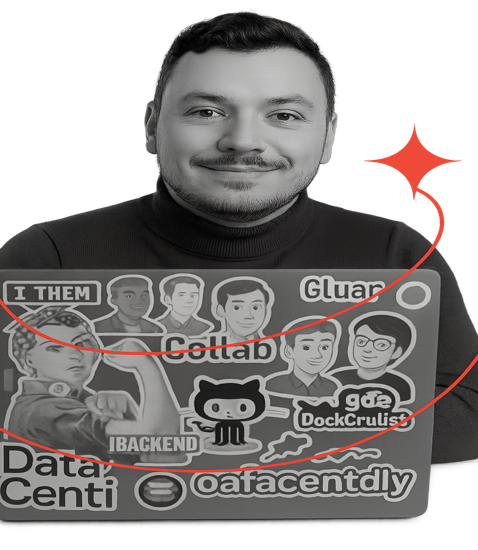 I THEM
Gluap
Collab
goe
DockCrulist
IBACKEND
Data,
Centi
oafacentdly